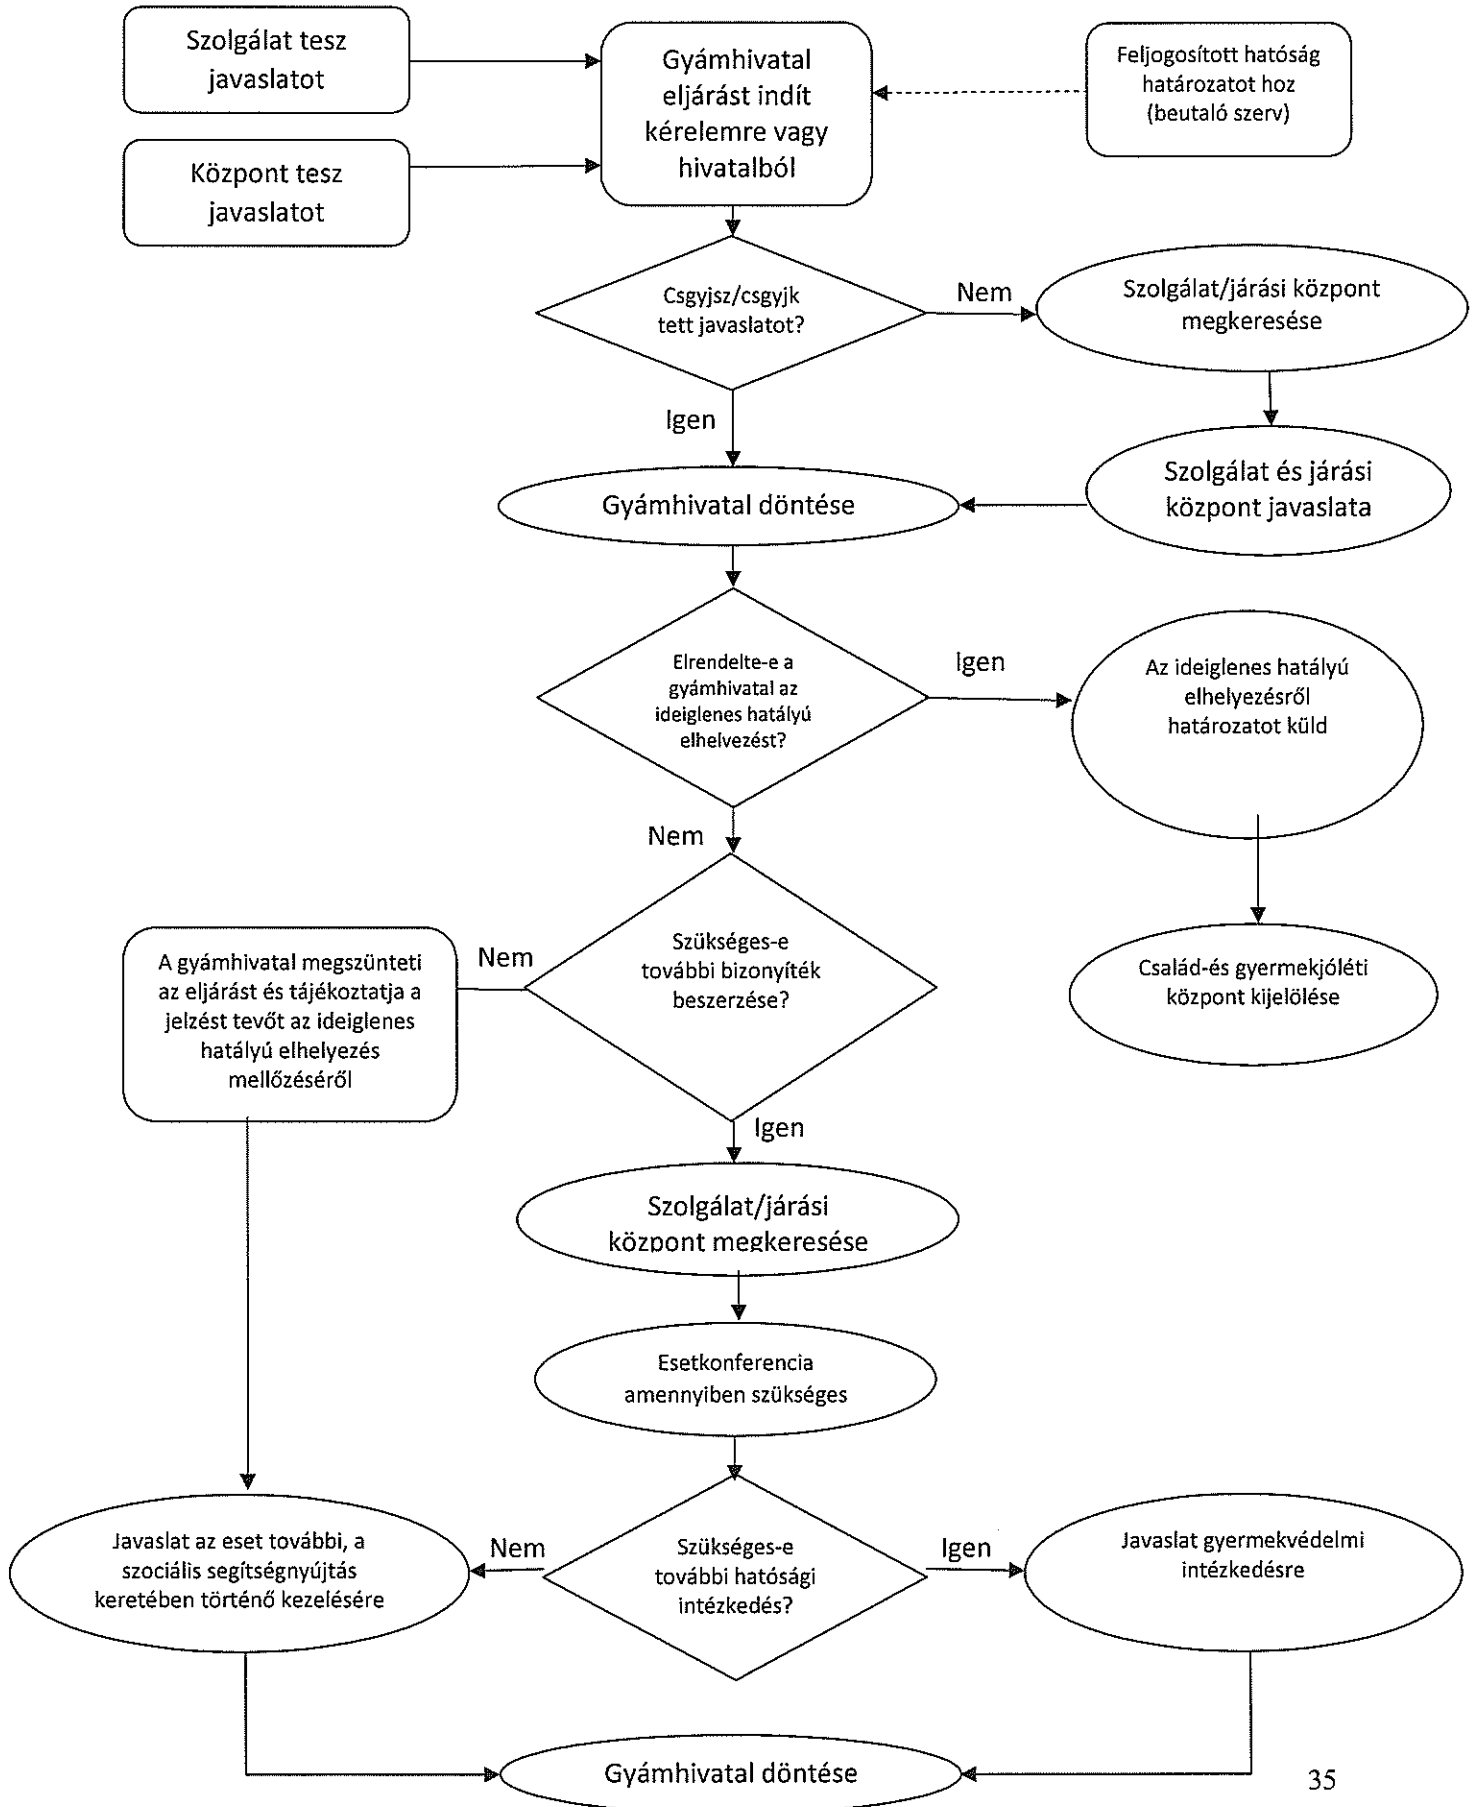 Szolgálat tesz
javaslatot
Gyámhivatal
eljárást indít
kérelemre vagy
hivatalból
Feljogosított hatóság
határozatot hoz
(beutaló szerv)
Központ tesz
javaslatot
Csgyjsz/csgyjk
tett javaslatot?
Nem
Szolgálat/járási központ
megkeresése
Igen
Gyámhivatal döntése
Szolgálat és járási
központ javaslata
Elrendelte-e a
gyámhivatal az
ideiglenes hatályú
elhelvezést?
Igen
Az ideiglenes hatályú
elhelyezésről
határozatot küld
Nem
Szükséges-e
további bizonyíték
beszerzése?
Nem
A gyámhivatal megszünteti
az eljárást és tájékoztatja a
jelzést tevőt az ideiglenes
hatályú elhelyezés
mellőzéséről
Család-és gyermekjóléti
központ kijelölése
Igen
Szolgálat/járási
központ megkeresése
Esetkonferencia
amennyiben szükséges
Javaslat az eset további, a
szociális segítségnyújtás
keretében történő kezelésére
Nem
Szükséges-e
további hatósági
intézkedés?
Igen
Javaslat gyermekvédelmi
intézkedésre
Gyámhivatal döntése
35